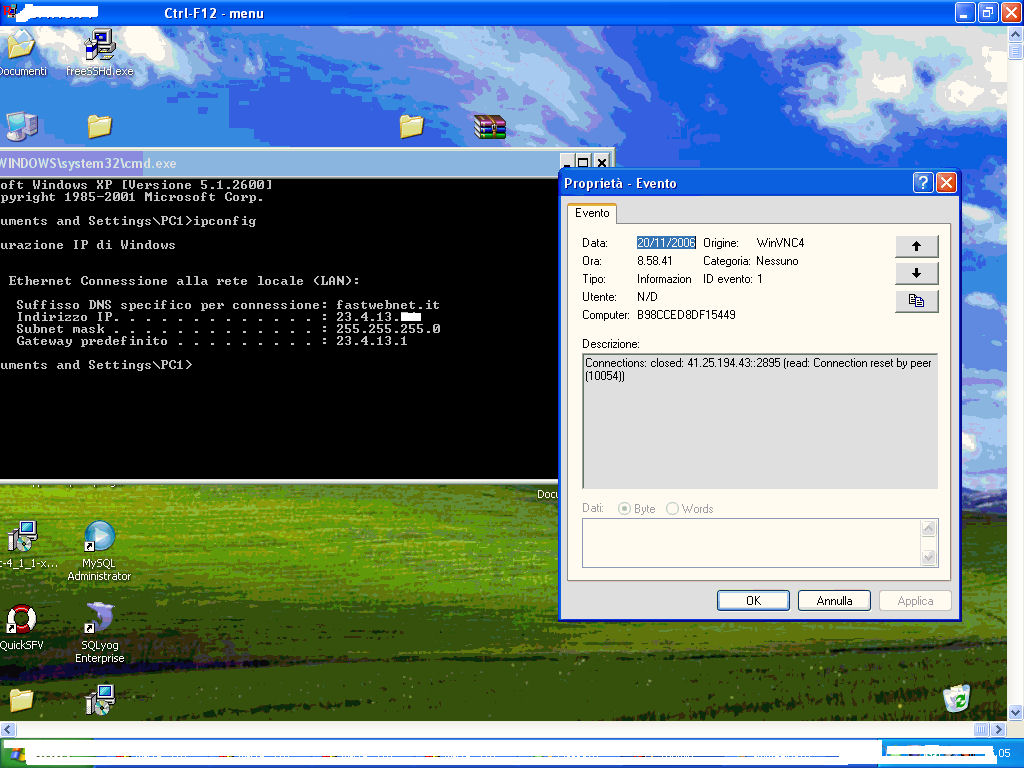 Ctrl-F12 - menu
Documenti
freeSSHd.exe
WINDOWS\system32\cmd.exe
oft Windows XP [Versione 5.1.2600]
pyright 1985-2001 Microsoft Corp.
uments and Settings\PC1>ipconfig
urazione IP di Windows
Ethernet Connessione alla rete locale (LAN):
Suffisso DNS specifico per connessione: fastwebnet.it
Indirizzo IP. . . . . . . . . . . . . : 23.4.13.
Subnet mask . . . . . . . . . . . . . : 255.255.255.0
Gateway predefinito . . . . . . . . . : 23.4.13.1
uments and Settings\PC1>
Proprietà - Evento
Evento
Data: 20/11/2006 Origine: WinVNC4
Ora: 8.58.41 Categoria: Nessuno
Tipo: Informazion ID evento: 1
Utente: N/D
Computer: B98CCED8DF15449
Descrizione:
Connections: closed: 41.25.194.43::2895 (read: Connection reset by peer
(10054))
Dati: Byte Words
OK Annulla Applica
Docu
c-4_1_1-x...
MySQL
Administrator
QuickSFV
SQLyog
Enterprise
05